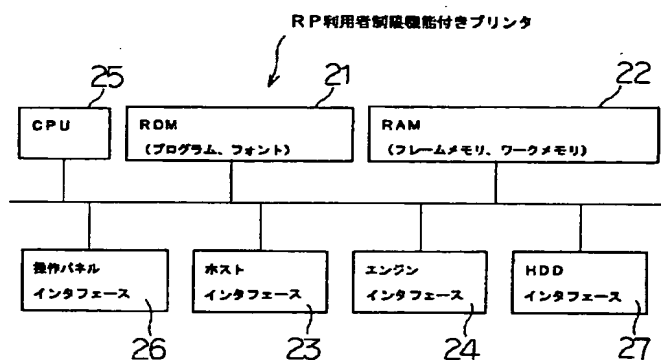 RP利用者制限機能付きプリンタ
25
21
22
CPU
ROM
(プログラム、フォント)
RAM
(フレームメモリ、ワークメモリ)
操作パネル
インタフェース
ホスト
インタフェース
エンジン
インタフェース
HDD
インタフェース
26
23
24
27